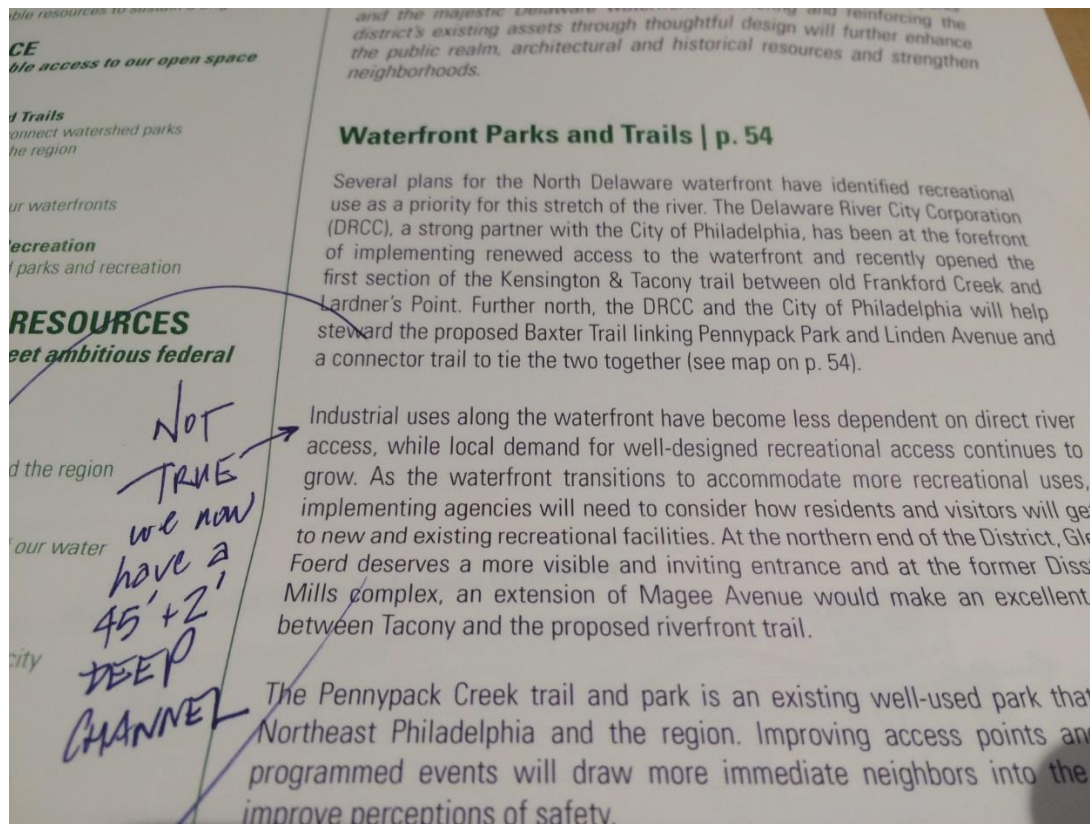 ble resources to
CE
ble access to our open space
d Trails
onnect watershed parks
he region
ur waterfronts
ecreation
d parks and recreation
RESOURCES
eet ambitious federal
d the region
f our water
city
NOT
TRUE
we now
have a
45' + 2'
DEEP
CHANNEL
and the majestic Delaware and reinforcing the
district's existing assets through thoughtful design will further enhance
the public realm, architectural and historical resources and strengthen
neighborhoods.
Waterfront Parks and Trails | p. 54
Several plans for the North Delaware waterfront have identified recreational
use as a priority for this stretch of the river. The Delaware River City Corporation
(DRCC), a strong partner with the City of Philadelphia, has been at the forefront
of implementing renewed access to the waterfront and recently opened the
first section of the Kensington & Tacony trail between old Frankford Creek and
Lardner's Point. Further north, the DRCC and the City of Philadelphia will help
steward the proposed Baxter Trail linking Pennypack Park and Linden Avenue and
a connector trail to tie the two together (see map on p. 54).
Industrial uses along the waterfront have become less dependent on direct river
access, while local demand for well-designed recreational access continues to
grow. As the waterfront transitions to accommodate more recreational uses,
implementing agencies will need to consider how residents and visitors will ge
to new and existing recreational facilities. At the northern end of the District, Gle
Foerd deserves a more visible and inviting entrance and at the former Diss
Mills complex, an extension of Magee Avenue would make an excellent
between Tacony and the proposed riverfront trail.
The Pennypack Creek trail and park is an existing well-used park that
Northeast Philadelphia and the region. Improving access points an
programmed events will draw more immediate neighbors into the
improve perceptions of safety.